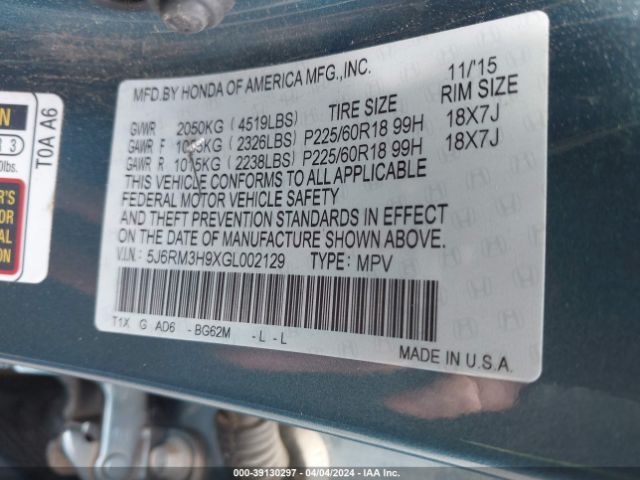 MFD.BY HONDA OF AMERICA MFG.,INC. 11/'15
TIRE SIZE RIM SIZE
GVWR 2050KG (4519LBS)
GAWR F (2326LBS) P225/60R18 99H 18X7J
GAWR R 1015KG (2238LBS) P225/60R18 99H 18X7J
THIS VEHICLE CONFORMS TO ALL APPLICABLE
FEDERAL MOTOR VEHICLE SAFETY
AND THEFT PREVENTION STANDARDS IN EFFECT
ON THE DATE OF MANUFACTURE SHOWN ABOVE.
V.I.N.: 5J6RM3H9XGL002129 TYPE: MPV
T1X G AD6 - BG62M - L - L
MADE IN U.S.A.
T0A A6
3
0lbs.
000-39130297 - 04/04/2024 - IAA Inc.